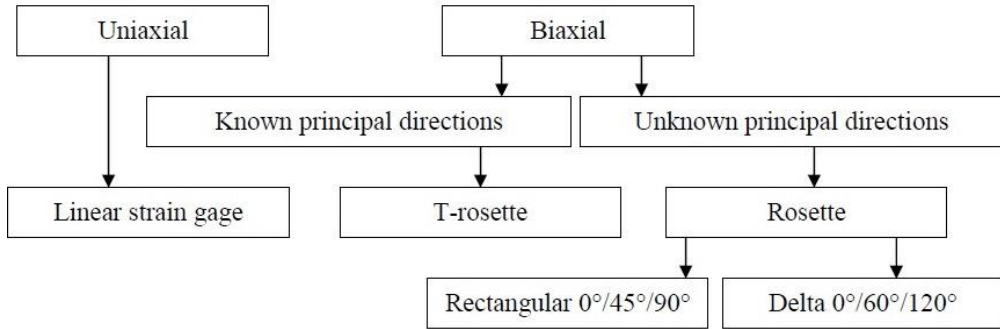 Uniaxial
Biaxial
Known principal directions
Unknown principal directions
Linear strain gage
T-rosette
Rosette
Rectangular 0°/45°/90°
Delta 0°/60°/120°